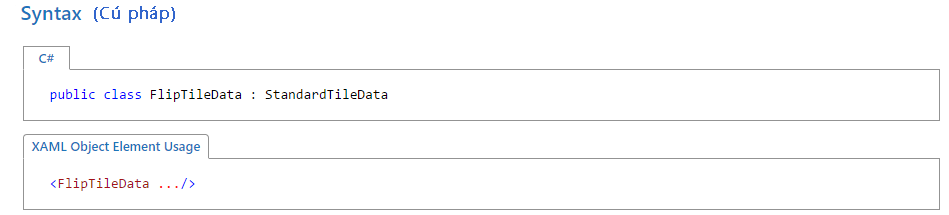 Syntax (Cú pháp)
C#
public class FlipTileData : StandardTileData
XAML Object Element Usage
<FlipTileData .../>